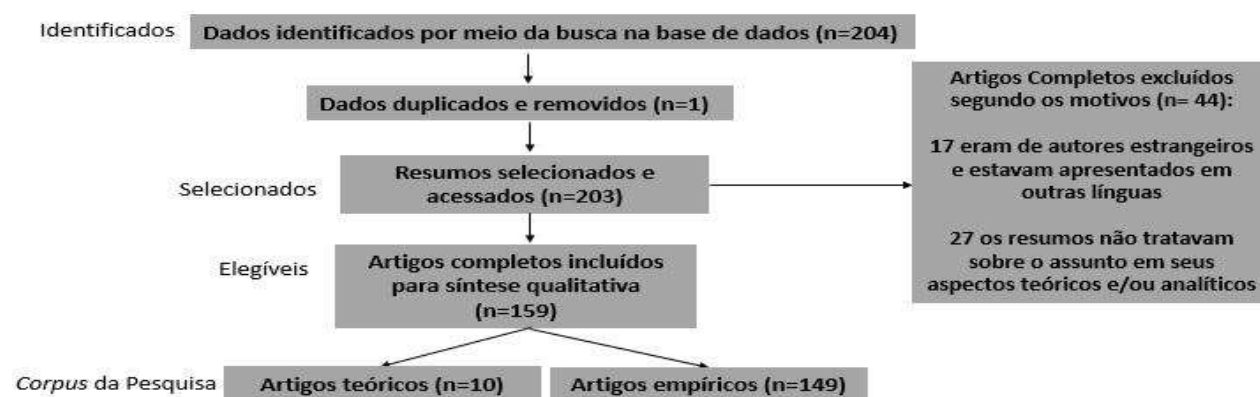 Identificados
Dados identificados por meio da busca na base de dados (n=204)
Dados duplicados e removidos (n=1)
Selecionados
Resumos selecionados e
acessados (n=203)
Artigos Completos excluídos
segundo os motivos (n= 44):
17 eram de autores estrangeiros
e estavam apresentados em
outras línguas
27 os resumos não tratavam
sobre o assunto em seus
aspectos teóricos e/ou analíticos
Elegíveis
Artigos completos incluídos
para síntese qualitativa
(n=159)
Corpus da Pesquisa
Artigos teóricos (n=10)
Artigos empíricos (n=149)